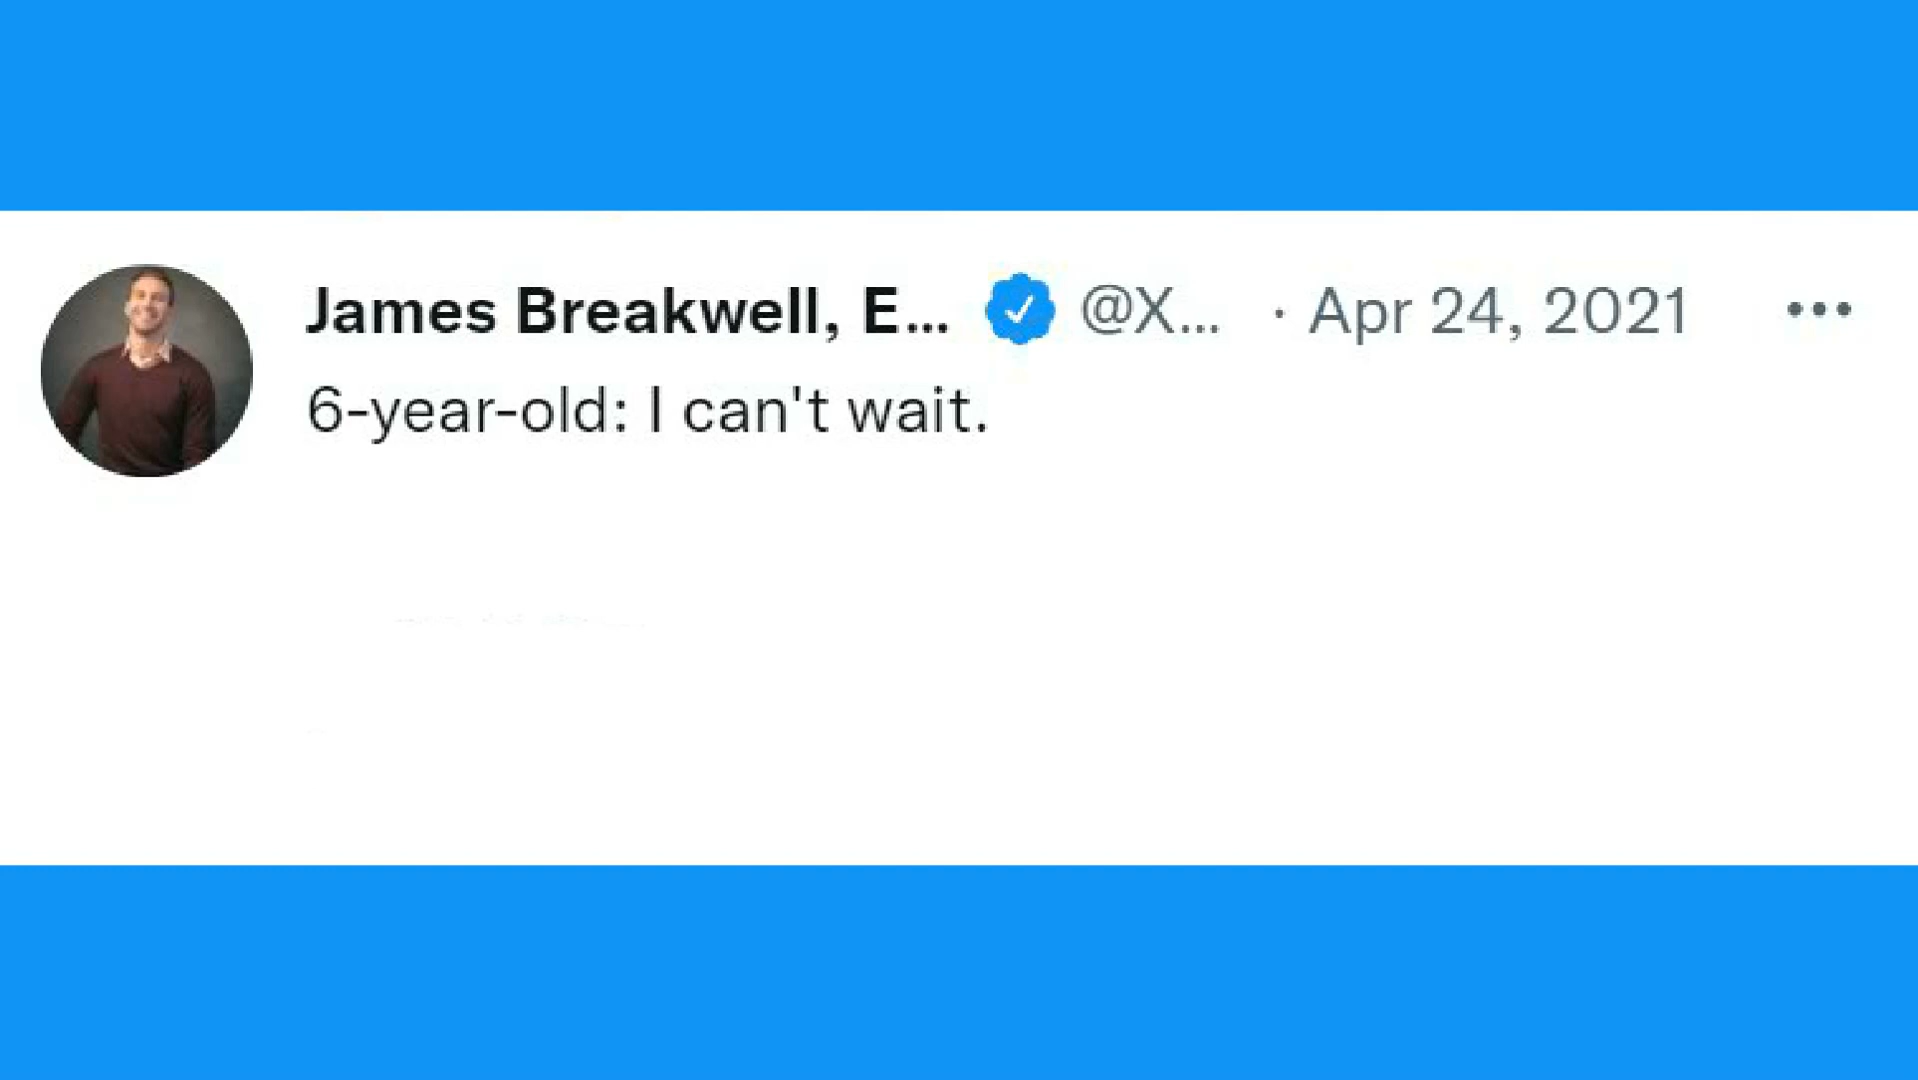 James Breakwell, E... @X... · Apr 24, 2021
6-year-old: I can't wait.